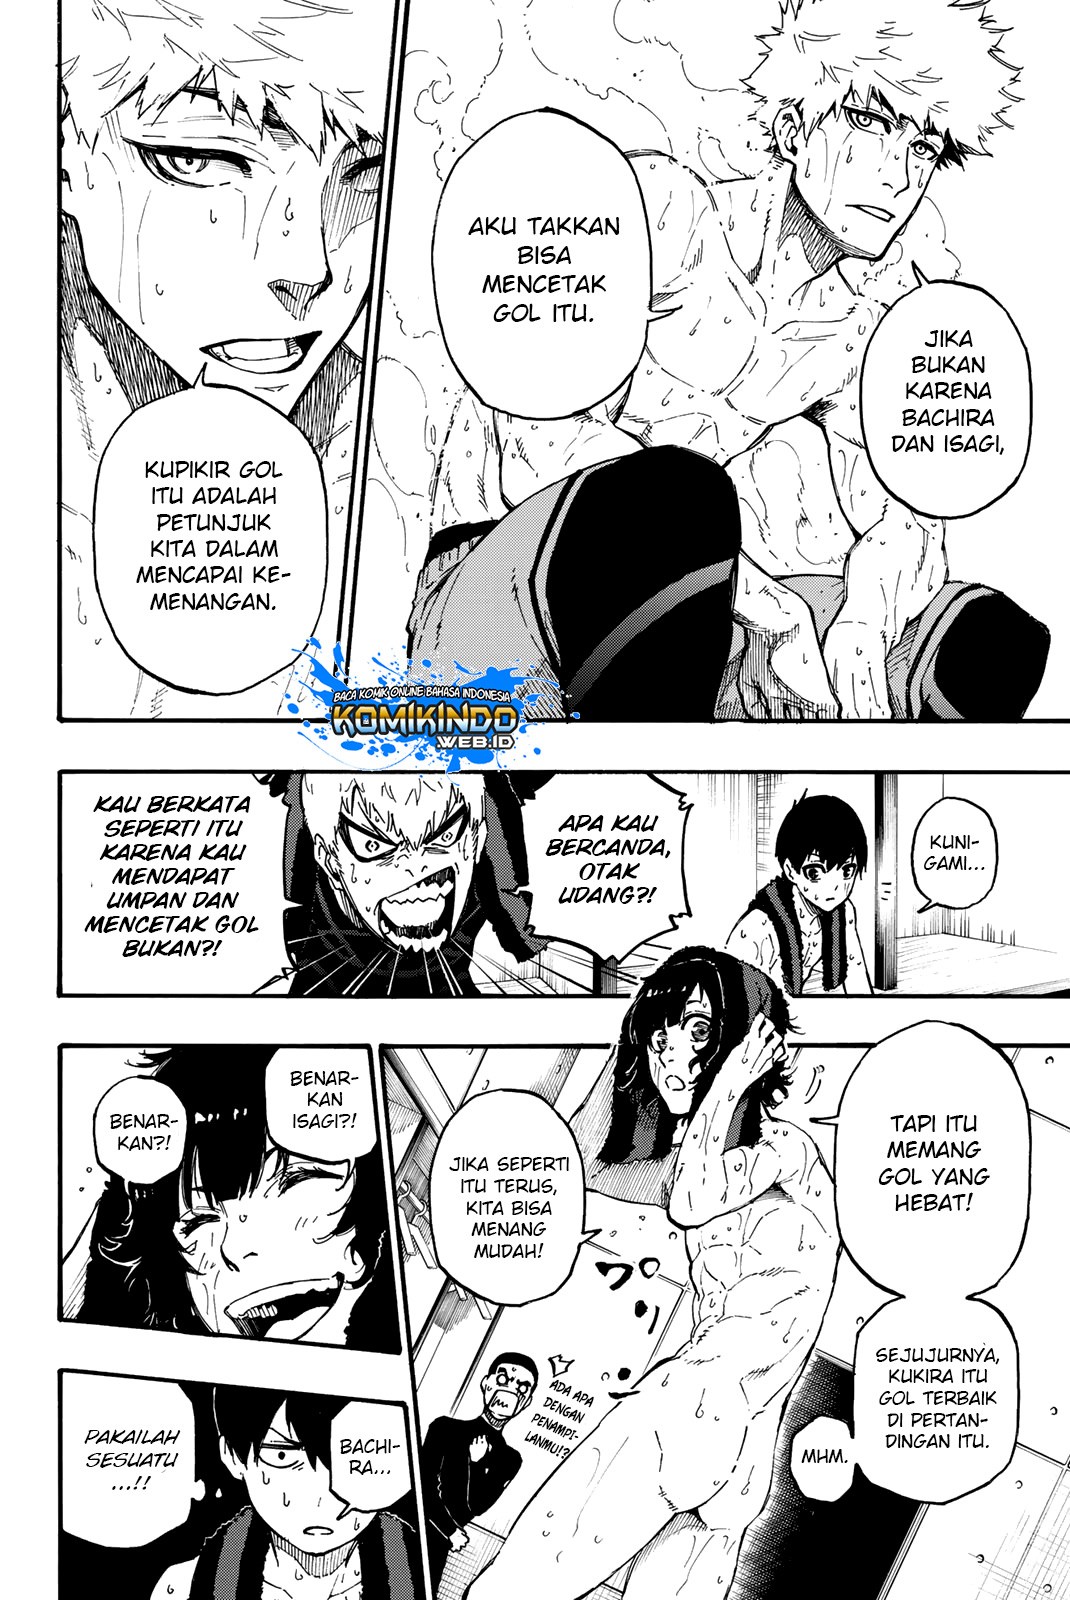 JIKA
BUKAN
KARENA
BACHIRA
DAN ISAGI,
AKU TAKKAN
BISA
MENCETAK
GOL ITU.
KUPIKIR GOL
ITU ADALAH
PETUNJUK
KITA DALAM
MENCAPAI KE-
MENANGAN.
BACA KOMIK ONLINE BAHASA INDONESIA
KOMIKINDO
.WEB.ID
KUNI-
GAMI...
APA KAU
BERCANDA,
OTAK
UDANG?!
KAU BERKATA
SEPERTI ITU
KARENA KAU
MENDAPAT
UMPAN DAN
MENCETAK GOL
BUKAN?!
TAPI ITU
MEMANG
GOL YANG
HEBAT!
SEJUJURNYA,
KUKIRA ITU
GOL TERBAIK
DI PERTAN-
DINGAN ITU.
MHM.
JIKA SEPERTI
ITU TERUS,
KITA BISA
MENANG
MUDAH!
プリ
ADA APA
DENGAN
PENAMPI-
LANMU!?
BENAR-
KAN
ISAGI?!
BENAR-
KAN?!
BACHI-
RA...
PAKAILAH
SESUATU
...!!